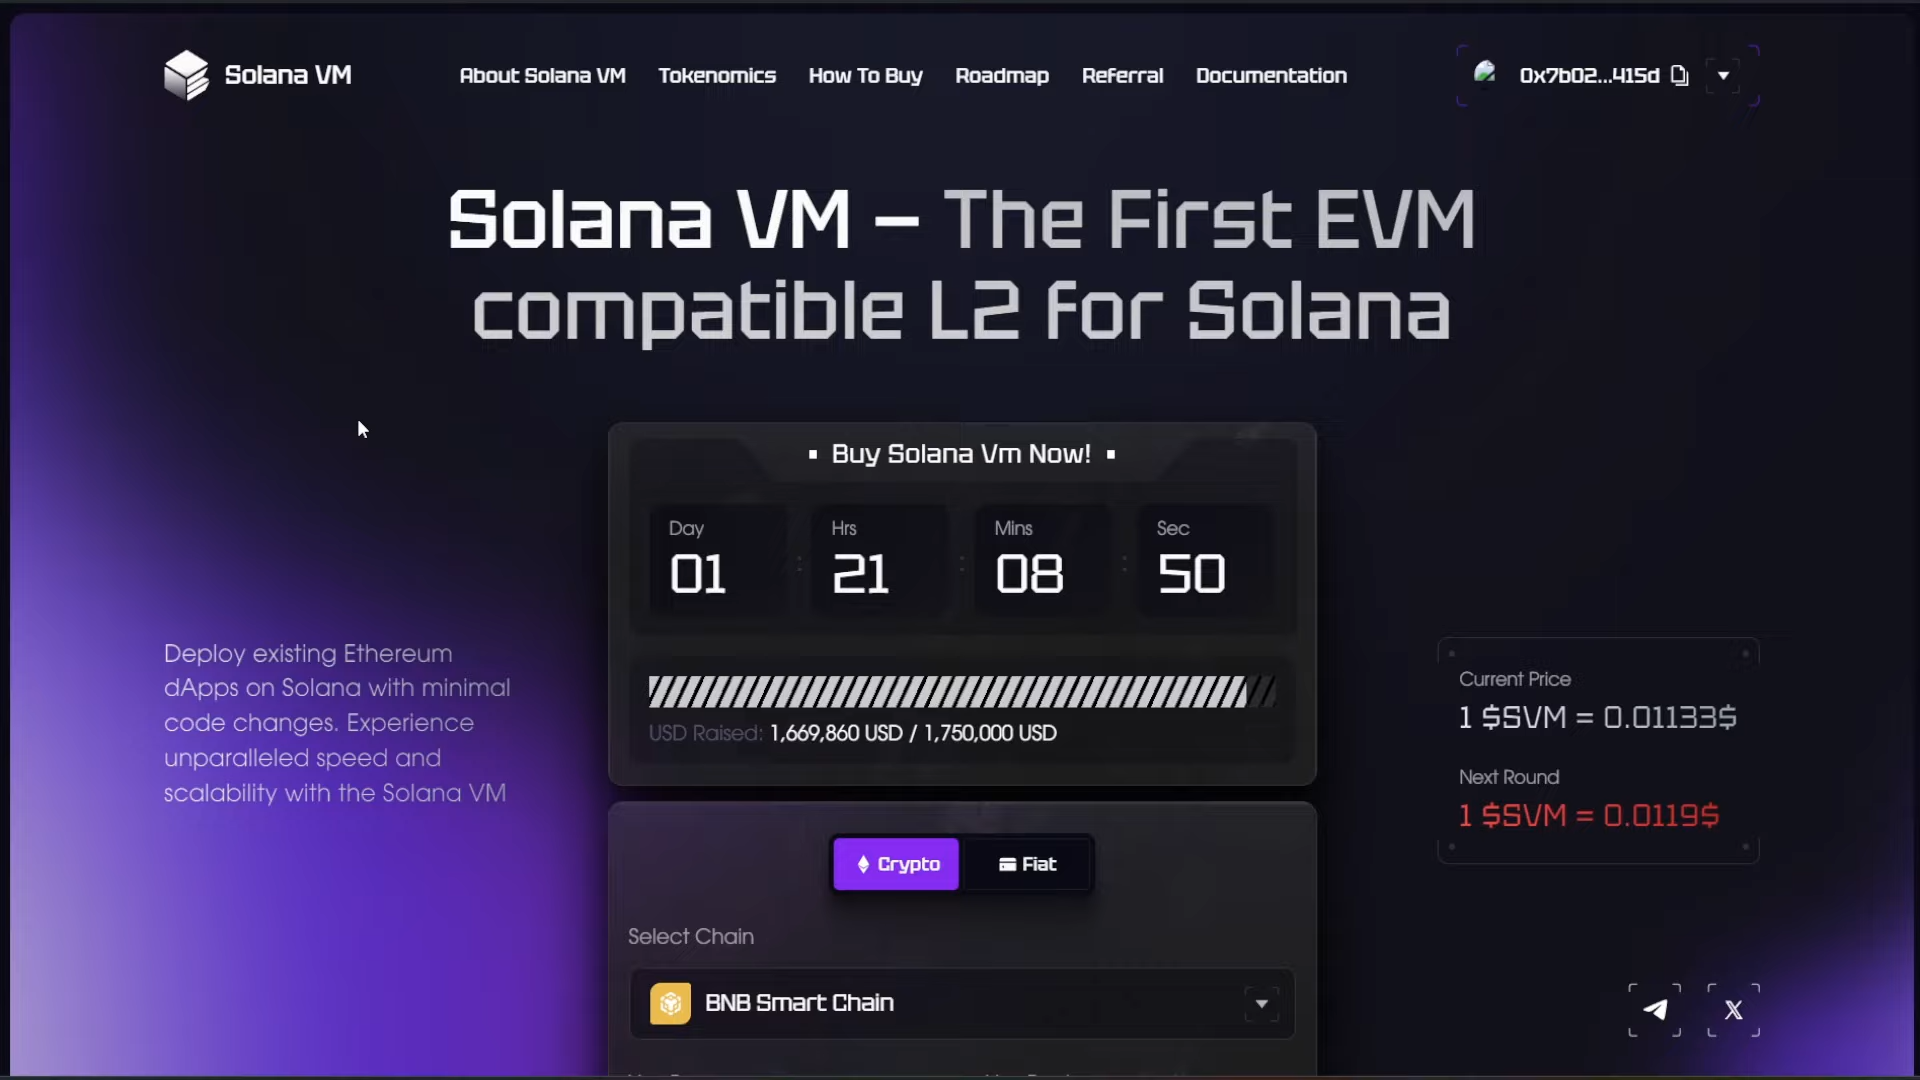 Solana VM
About Solana VM
Tokenomics
How To Buy
Roadmap
Referral
Documentation
0x7b02...415d
Solana VM – The First EVM
compatible L2 for Solana
Buy Solana Vm Now!
Day
Hrs
Mins
Sec
01 : 21 : 08 : 50
USD Raised: 1,669,860 USD / 1,750,000 USD
Deploy existing Ethereum
dApps on Solana with minimal
code changes. Experience
unparalleled speed and
scalability with the Solana VM
Current Price
1 $SVM = 0.01133$
Next Round
1 $SVM = 0.0119$
Crypto
Fiat
Select Chain
BNB Smart Chain